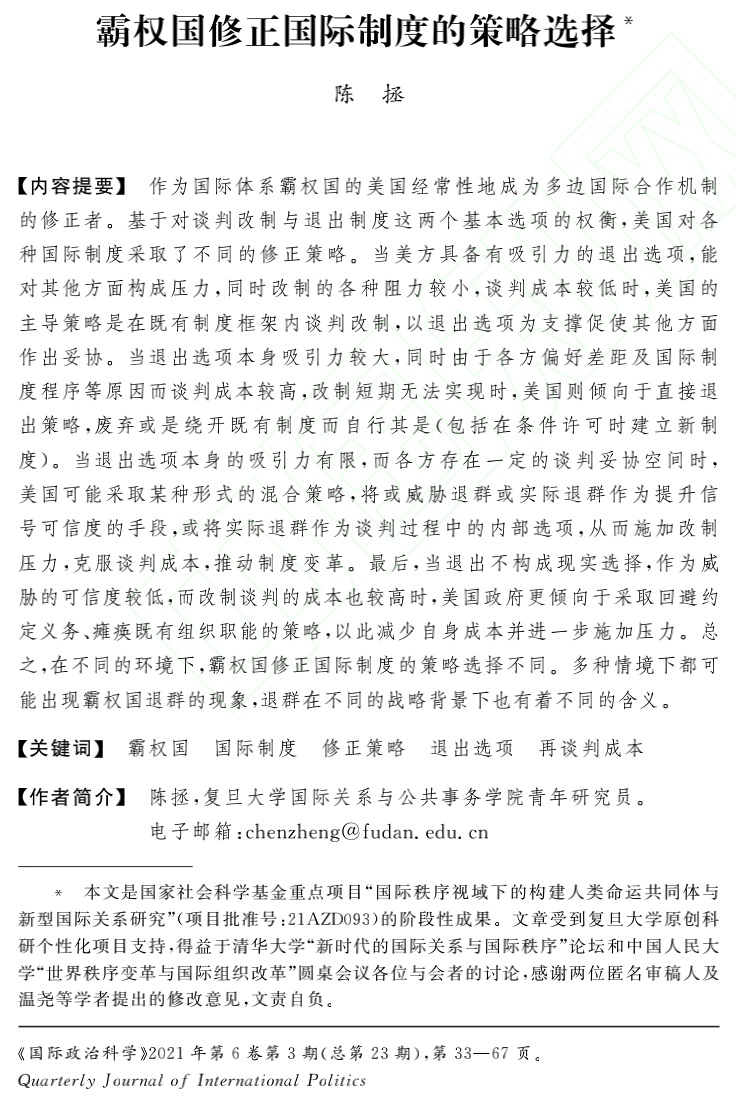 霸权国修正国际制度的策略选择*
陈 拯
【内容提要】 作为国际体系霸权国的美国经常性地成为多边国际合作机制
的修正者。基于对谈判改制与退出制度这两个基本选项的权衡,美国对各
种国际制度采取了不同的修正策略。当美方具备有吸引力的退出选项,能
对其他方面构成压力,同时改制的各种阻力较小,谈判成本较低时,美国的
主导策略是在既有制度框架内谈判改制,以退出选项为支撑促使其他方面
作出妥协。当退出选项本身吸引力较大,同时由于各方偏好差距及国际制
度程序等原因而谈判成本较高,改制短期无法实现时,美国则倾向于直接退
出策略,废弃或是绕开既有制度而自行其是(包括在条件许可时建立新制
度)。当退出选项本身的吸引力有限,而各方存在一定的谈判妥协空间时,
美国可能采取某种形式的混合策略,将或威胁退群或实际退群作为提升信
号可信度的手段,或将实际退群作为谈判过程中的内部选项,从而施加改制
压力,克服谈判成本,推动制度变革。最后,当退出不构成现实选择,作为威
胁的可信度较低,而改制谈判的成本也较高时,美国政府更倾向于采取回避约
定义务、瘫痪既有组织职能的策略,以此减少自身成本并进一步施加压力。总
之,在不同的环境下,霸权国修正国际制度的策略选择不同。多种情境下都可
能出现霸权国退群的现象,退群在不同的战略背景下也有着不同的含义。
【关键词】 霸权国 国际制度 修正策略 退出选项 再谈判成本
【作者简介】 陈拯,复旦大学国际关系与公共事务学院青年研究员。
电子邮箱:chenzheng@fudan.edu.cn
* 本文是国家社会科学基金重点项目“国际秩序视域下的构建人类命运共同体与
新型国际关系研究”(项目批准号:21AZD093)的阶段性成果。文章受到复旦大学原创科
研个性化项目支持,得益于清华大学“新时代的国际关系与国际秩序”论坛和中国人民大
学“世界秩序变革与国际组织改革”圆桌会议各位与会者的讨论,感谢两位匿名审稿人及
温尧等学者提出的修改意见,文责自负。
《国际政治科学》2021 年第 6 卷第 3 期(总第 23 期),第 33—67 页。
Quarterly Journal of International Politics